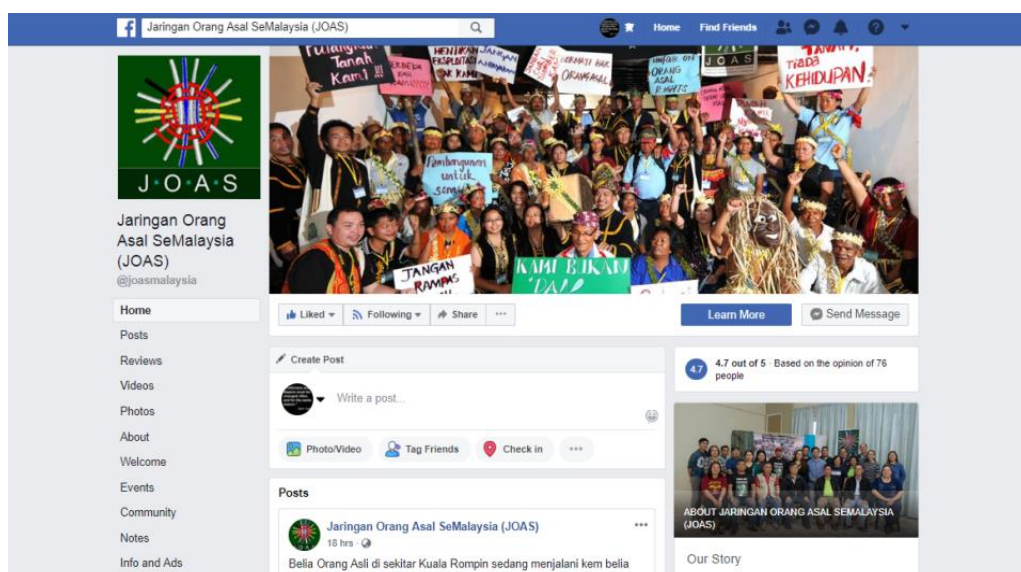 Jaringan Orang Asal SeMalaysia (JOAS)
Home Find Friends
J·O·A·S
Jaringan Orang
Asal SeMalaysia
(JOAS)
@joasmalaysia
Home
Posts
Reviews
Videos
Photos
About
Welcome
Events
Community
Notes
Info and Ads
Tanah
Kami
HENTIKAN
EKSPLOITASI
JANGAN
HORMATI HAK
ORANG ASAL
ORANG
ASAL
RIGHTS
JOAS
TANAH,
TIADA
KEHIDUPAN
Pembangunan
untuk
JANGAN
RAMPAS
KAMI BUKAN
Liked Following Share
Learn More Send Message
Create Post
Write a post...
Photo/Video Tag Friends Check in
Posts
Jaringan Orang Asal SeMalaysia (JOAS)
18 hrs
Belia Orang Asli di sekitar Kuala Rompin sedang menjalani kem belia
4.7
4.7 out of 5 · Based on the opinion of 76
people
ABOUT JARINGAN ORANG ASAL SEMALAYSIA
(JOAS)
Our Story